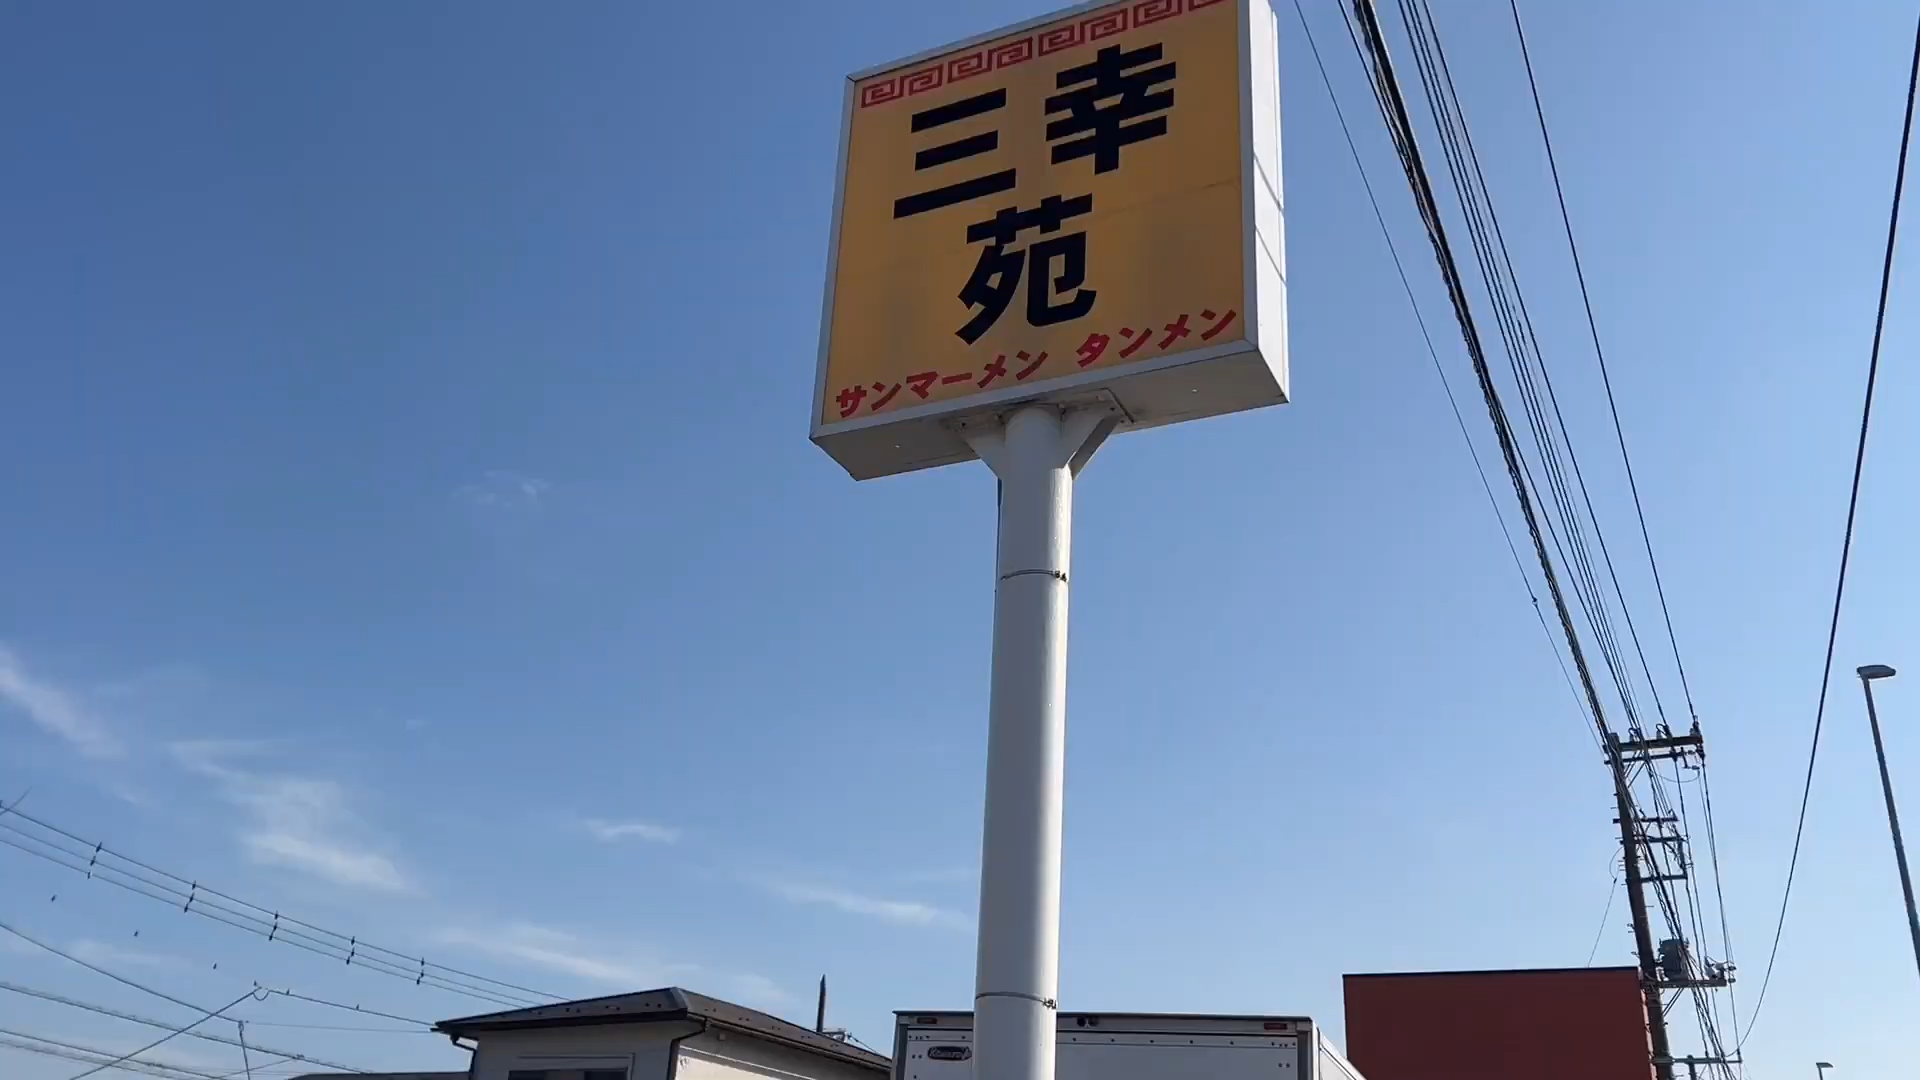 三幸
苑
サンマーメン タンメン